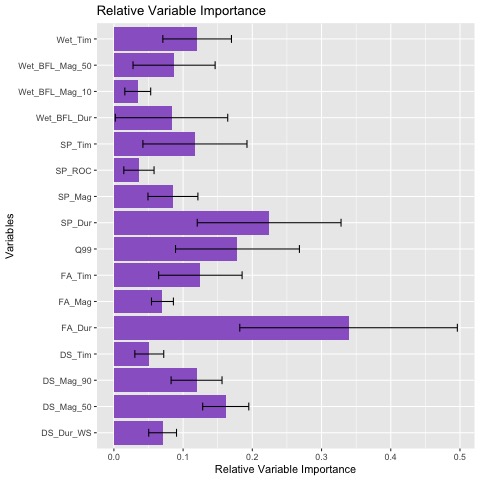 Relative Variable Importance
Variables
Wet_Tim
Wet_BFL_Mag_50
Wet_BFL_Mag_10
Wet_BFL_Dur
SP_Tim
SP_ROC
SP_Mag
SP_Dur
Q99
FA_Tim
FA_Mag
FA_Dur
DS_Tim
DS_Mag_90
DS_Mag_50
DS_Dur_WS
0.0 0.1 0.2 0.3 0.4 0.5
Relative Variable Importance